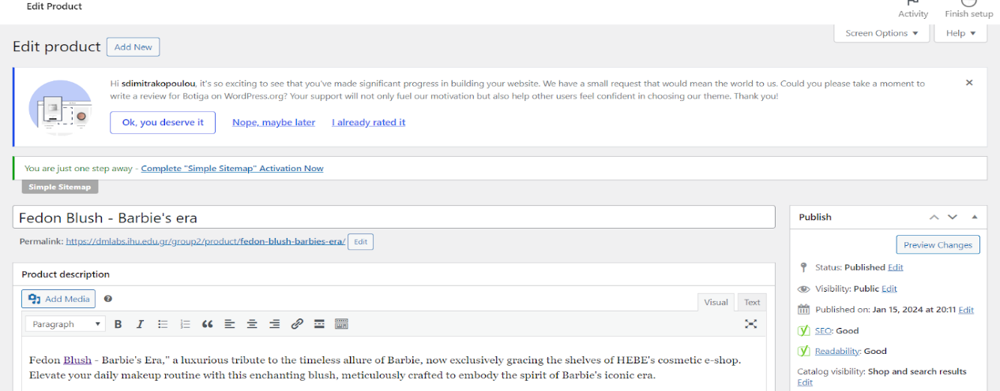 Edit Product
Activity
Finish setup
Screen Options
Help
Edit product
Add New
Hi sdimitrakopoulou, it's so exciting to see that you've made significant progress in building your website. We have a small request that would mean the world to us. Could you please take a moment to
write a review for Botiga on WordPress.org? Your support will not only fuel our motivation but also help other users feel confident in choosing our theme. Thank you!
Ok, you deserve it
Nope, maybe later
I already rated it
You are just one step away - Complete "Simple Sitemap" Activation Now
Simple Sitemap
Fedon Blush - Barbie's era
Permalink: https://dmlabs.ihu.edu.gr/group2/product/fedon-blush-barbies-era/ Edit
Product description
Add Media
Visual
Text
Paragraph
B I
Fedon Blush - Barbie's Era," a luxurious tribute to the timeless allure of Barbie, now exclusively gracing the shelves of HEBE's cosmetic e-shop.
Elevate your daily makeup routine with this enchanting blush, meticulously crafted to embody the spirit of Barbie's iconic era.
Publish
Preview Changes
Status: Published Edit
Visibility: Public Edit
Published on: Jan 15, 2024 at 20:11 Edit
SEO: Good
Readability: Good
Catalog visibility: Shop and search results
Edit